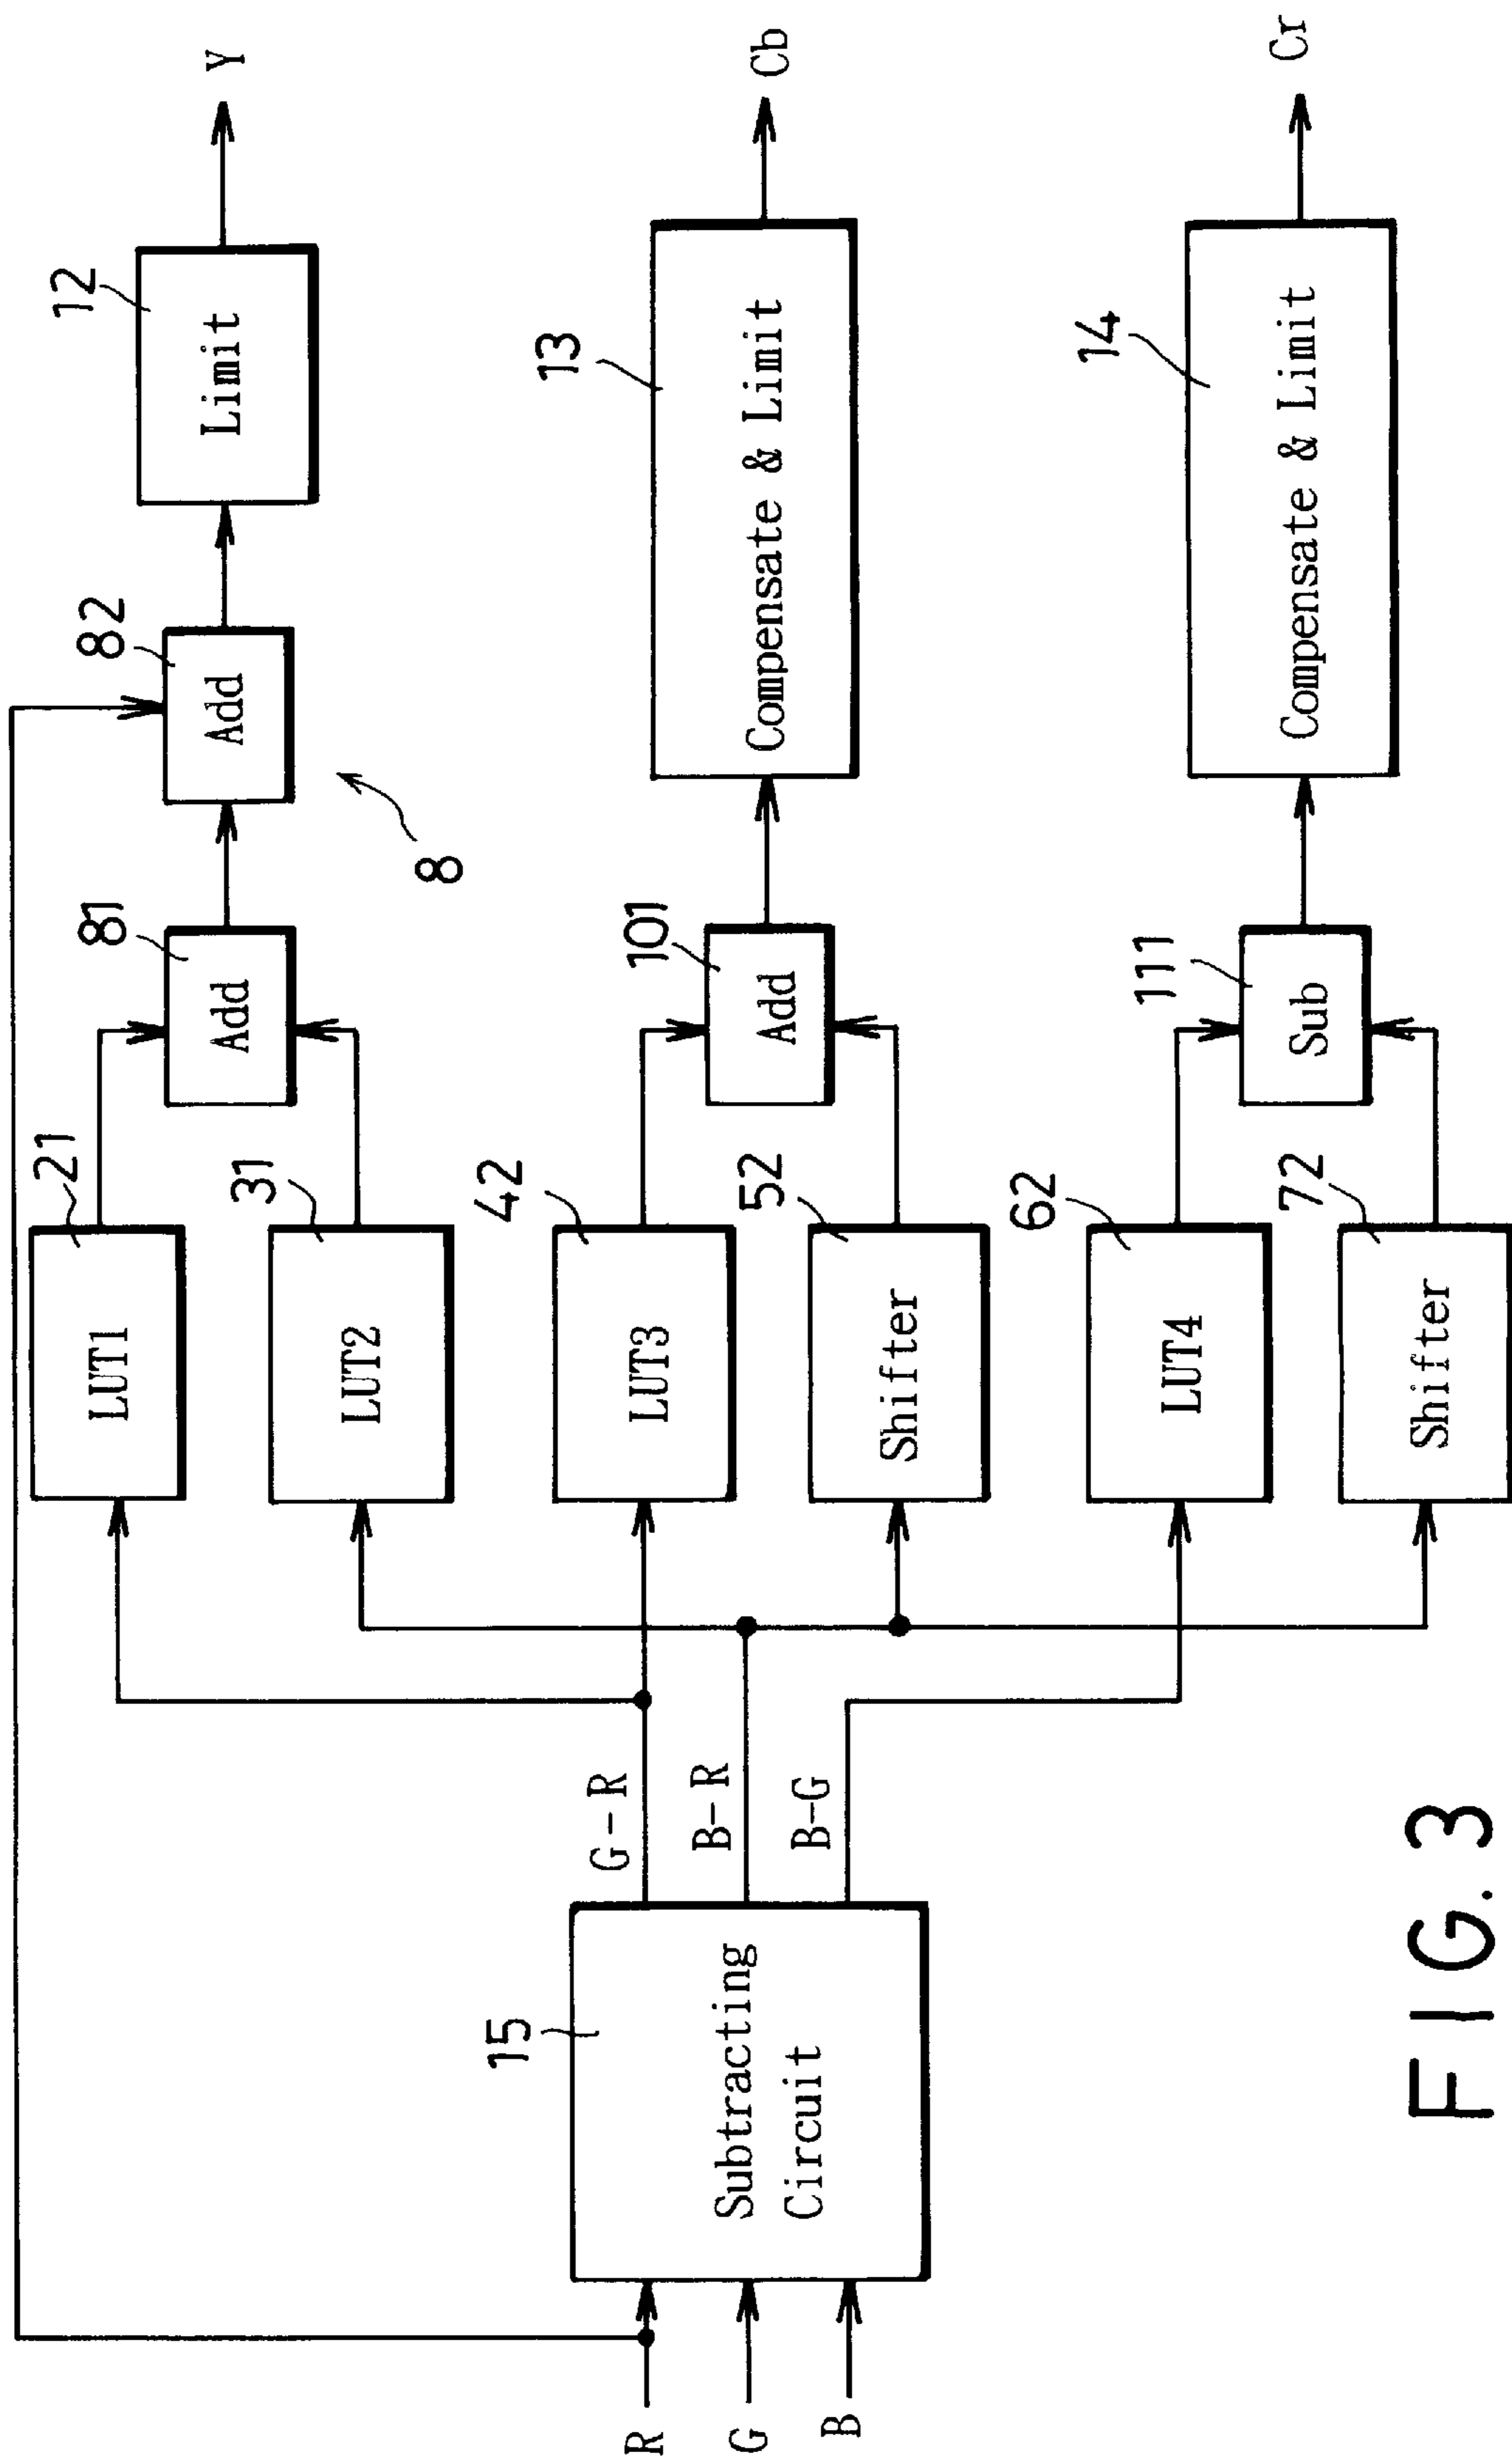 R
G
B
15
Subtracting
Circuit
G-R
B-R
B-G
21
LUT1
31
LUT2
42
LUT3
52
Shifter
62
LUT4
72
Shifter
81
Add
82
Add
8
101
Add
111
Sub
12
Limit
13
Compensate & Limit
14
Compensate & Limit
Y
Cb
Cr
FIG. 3